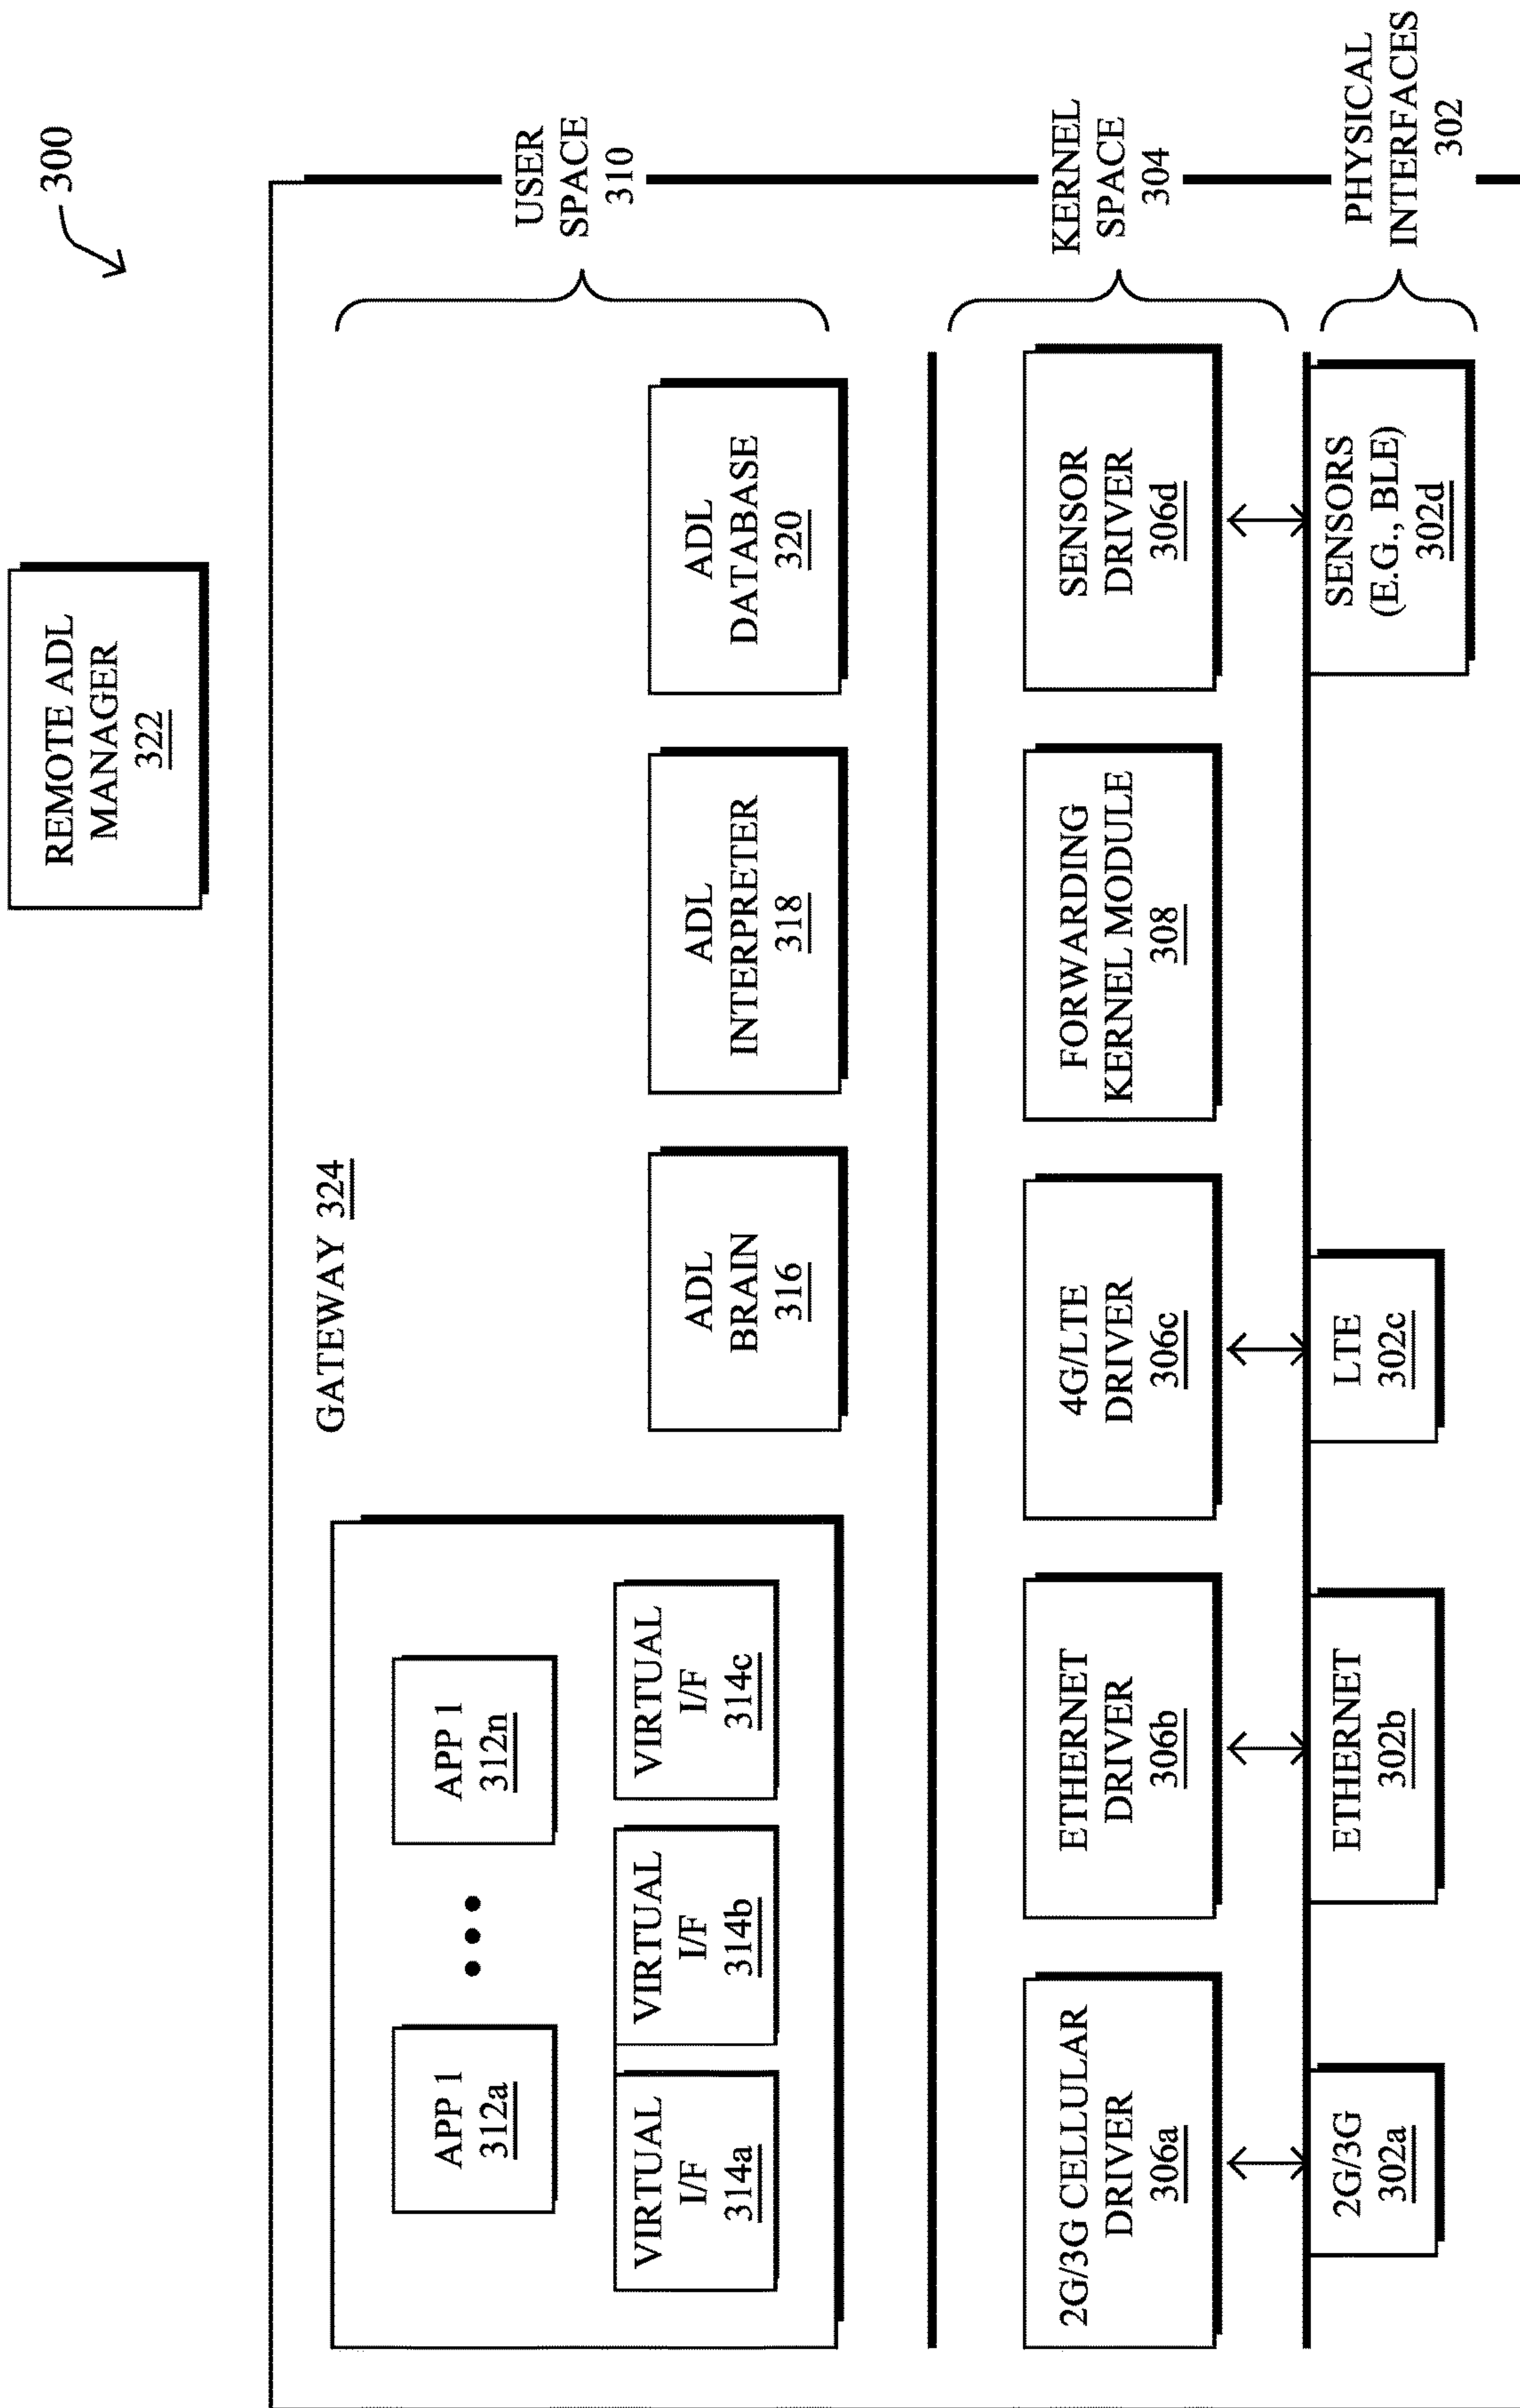 300
REMOTE ADL
MANAGER
322
GATEWAY 324
USER
SPACE
310
APP 1
312a
APP 1
312n
VIRTUAL
I/F
314a
VIRTUAL
I/F
314b
VIRTUAL
I/F
314c
ADL
BRAIN
316
ADL
INTERPRETER
318
ADL
DATABASE
320
KERNEL
SPACE
304
2G/3G CELLULAR
DRIVER
306a
ETHERNET
DRIVER
306b
4G/LTE
DRIVER
306c
FORWARDING
KERNEL MODULE
308
SENSOR
DRIVER
306d
PHYSICAL
INTERFACES
302
2G/3G
302a
ETHERNET
302b
LTE
302c
SENSORS
(E.G., BLE)
302d